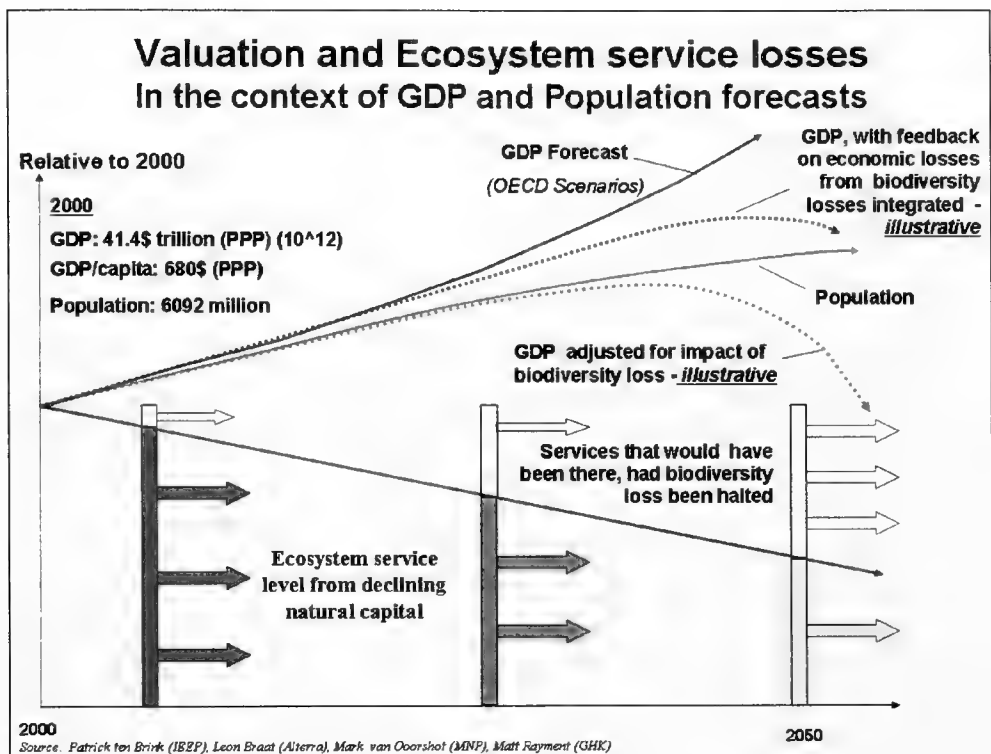 Valuation and Ecosystem service losses
In the context of GDP and Population forecasts
Relative to 2000
2000
GDP: 41.4$ trillion (PPP) (10^12)
GDP/capita: 680$ (PPP)
Population: 6092 million
GDP Forecast
(OECD Scenarios)
GDP, with feedback
on economic losses
from biodiversity
losses integrated -
illustrative
Population
GDP adjusted for impact of
biodiversity loss - illustrative
Services that would have
been there, had biodiversity
loss been halted
Ecosystem service
level from declining
natural capital
2000
2050
Source: Patrick ten Brink (IEEP), Leon Braat (Alterra), Mark van Ooorshot (MNP), Matt Rayment (GHK)